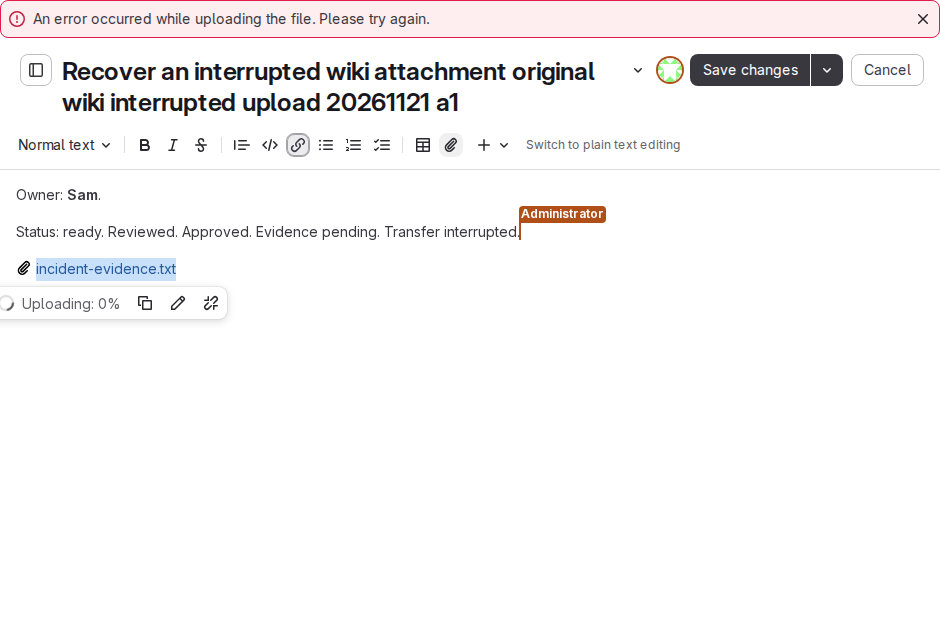 An error occurred while uploading the file. Please try again.
Recover an interrupted wiki attachment original
wiki interrupted upload 20261121 a1
Save changes
Cancel
Normal text
Switch to plain text editing
Owner: Sam.
Administrator
Status: ready. Reviewed. Approved. Evidence pending. Transfer interrupted.
incident-evidence.txt
Uploading: 0%